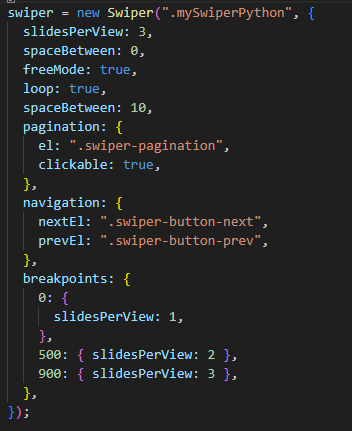 swiper = new Swiper(".mySwiperPython", {
  slidesPerView: 3,
  spaceBetween: 0,
  freeMode: true,
  loop: true,
  spaceBetween: 10,
  pagination: {
    el: ".swiper-pagination",
    clickable: true,
  },
  navigation: {
    nextEl: ".swiper-button-next",
    prevEl: ".swiper-button-prev",
  },
  breakpoints: {
    0: {
      slidesPerView: 1,
    },
    500: { slidesPerView: 2 },
    900: { slidesPerView: 3 },
  },
});